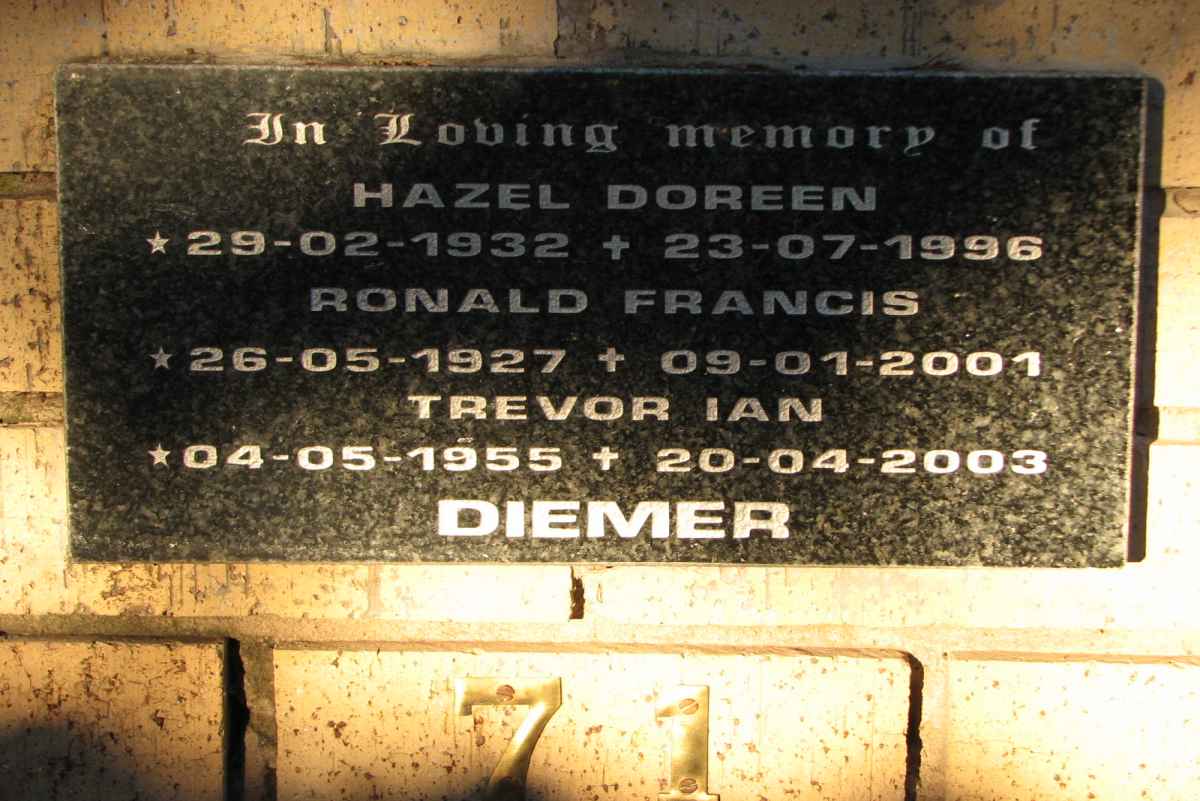 In Loving memory of
HAZEL DOREEN
★ 29-02-1932 ✝ 23-07-1996
RONALD FRANCIS
★ 26-05-1927 ✝ 09-01-2001
TREVOR IAN
★ 04-05-1955 ✝ 20-04-2003
DIEMER
71